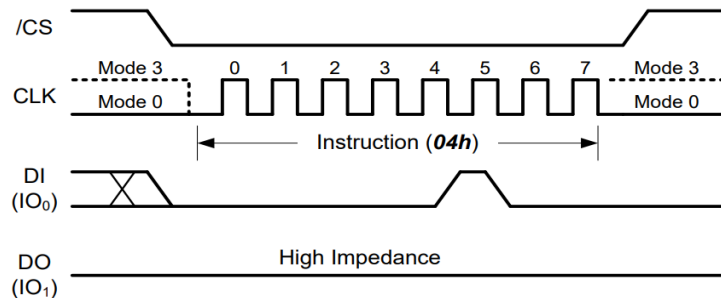 /CS
Mode 3 0 1 2 3 4 5 6 7 Mode 3
CLK
Mode 0 Mode 0
Instruction (04h)
DI
(IO₀)
High Impedance
DO
(IO₁)